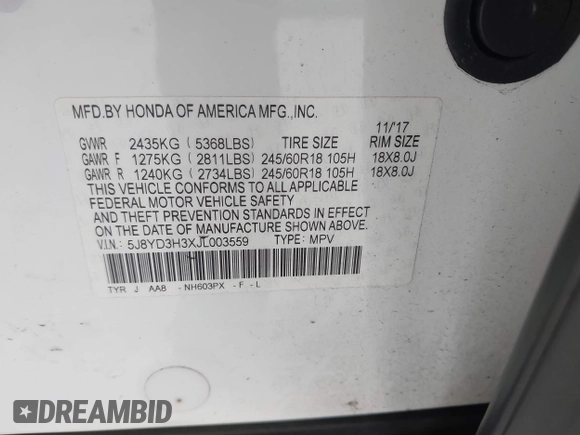 MFD.BY HONDA OF AMERICA MFG.,INC.
11/'17
GVWR 2435KG ( 5368LBS) TIRE SIZE RIM SIZE
GAWR F 1275KG ( 2811LBS) 245/60R18 105H 18X8.0J
GAWR R 1240KG ( 2734LBS) 245/60R18 105H 18X8.0J
THIS VEHICLE CONFORMS TO ALL APPLICABLE
FEDERAL MOTOR VEHICLE SAFETY
AND THEFT PREVENTION STANDARDS IN EFFECT
ON THE DATE OF MANUFACTURE SHOWN ABOVE.
V.I.N.: 5J8YD3H3XJL003559 TYPE: MPV
TYR J AA8 -NH603PX -F -L
DREAMBID